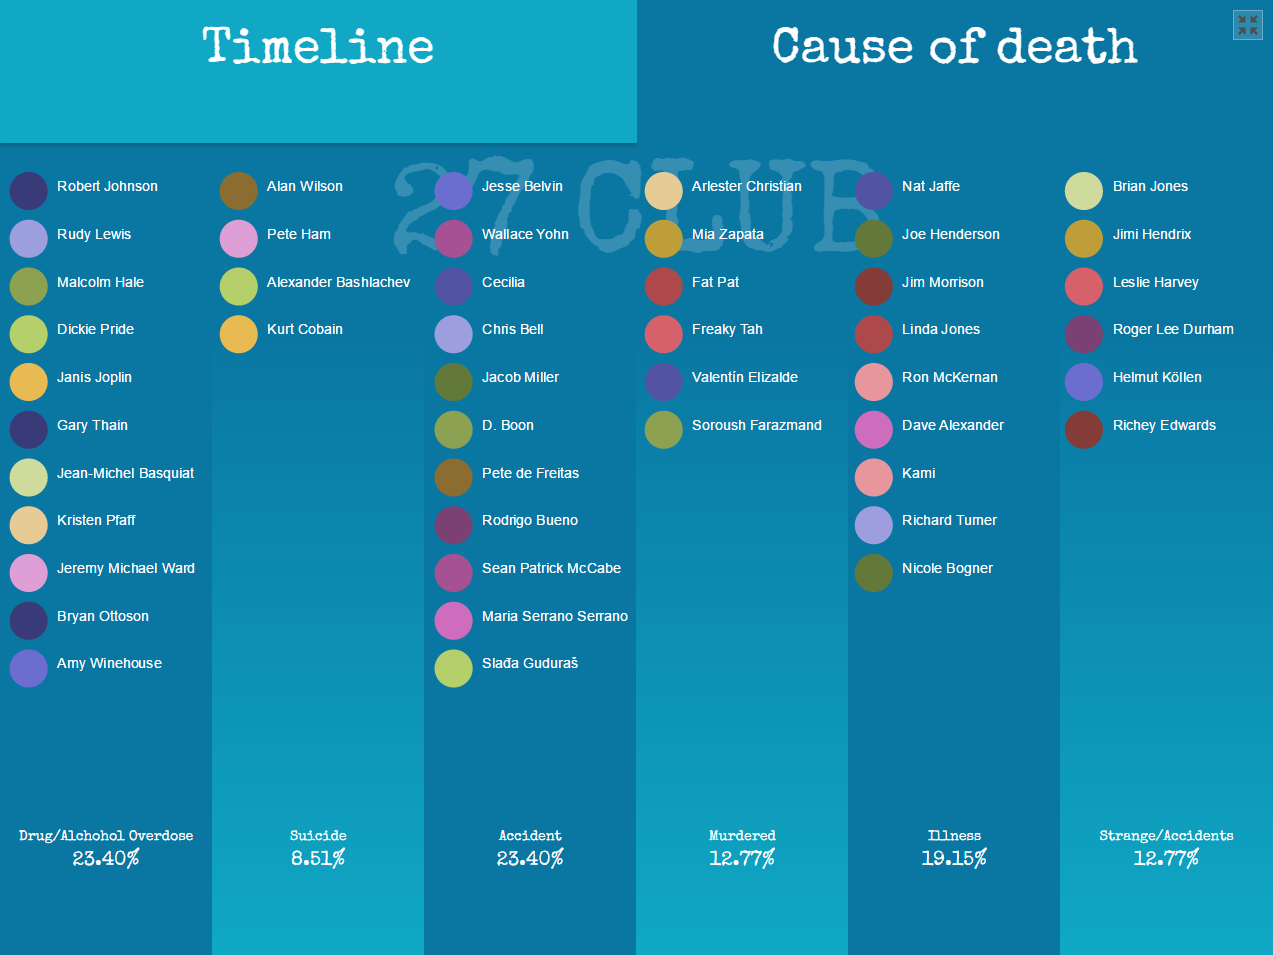 Timeline
Cause of death
27 CLUB
Robert Johnson
Rudy Lewis
Malcolm Hale
Dickie Pride
Janis Joplin
Gary Thain
Jean-Michel Basquiat
Kristen Pfaff
Jeremy Michael Ward
Bryan Ottoson
Amy Winehouse
Drug/Alchohol Overdose
23.40%
Alan Wilson
Pete Ham
Alexander Bashlachev
Kurt Cobain
Suicide
8.51%
Jesse Belvin
Wallace Yohn
Cecilia
Chris Bell
Jacob Miller
D. Boon
Pete de Freitas
Rodrigo Bueno
Sean Patrick McCabe
Maria Serrano Serrano
Slađa Guduraš
Accident
23.40%
Arlester Christian
Mia Zapata
Fat Pat
Freaky Tah
Valentín Elizalde
Soroush Farazmand
Murdered
12.77%
Nat Jaffe
Joe Henderson
Jim Morrison
Linda Jones
Ron McKernan
Dave Alexander
Kami
Richard Turner
Nicole Bogner
Illness
19.15%
Brian Jones
Jimi Hendrix
Leslie Harvey
Roger Lee Durham
Helmut Köllen
Richey Edwards
Strange/Accidents
12.77%